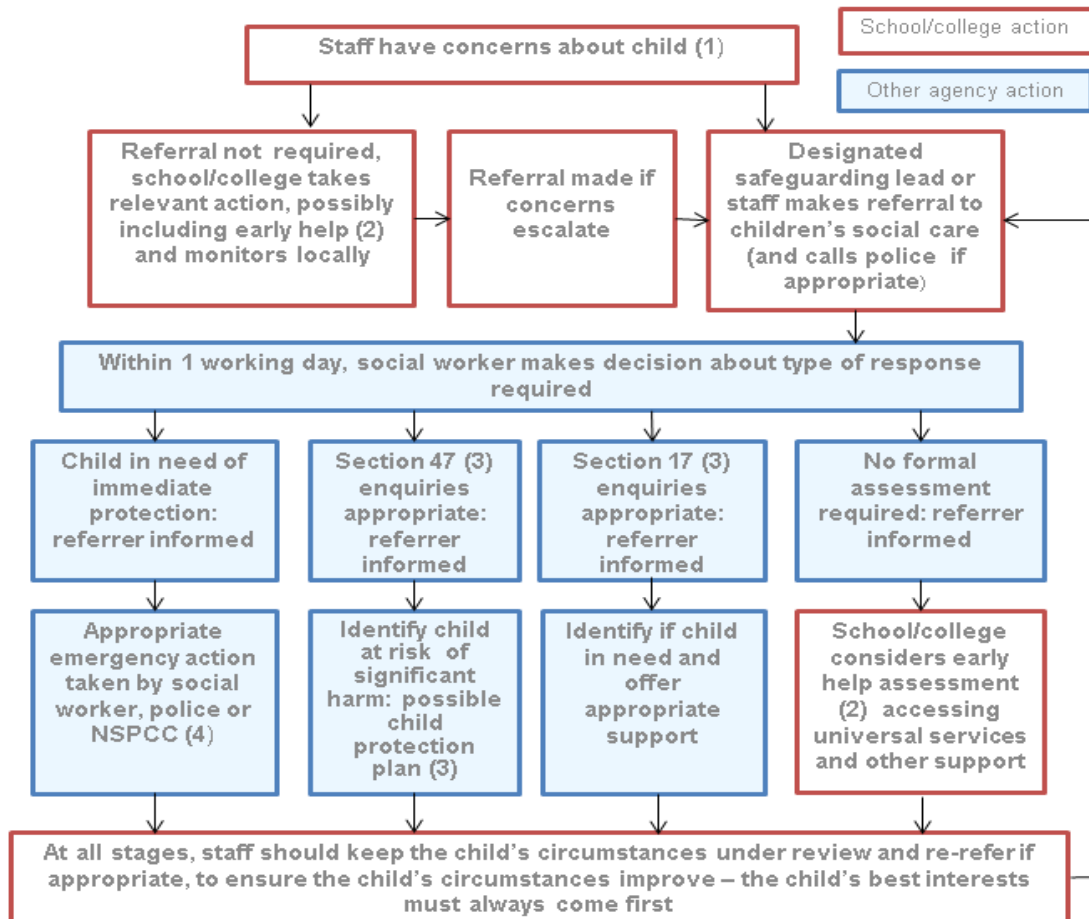 Staff have concerns about child (1)
School/college action
Other agency action
Referral not required,
school/college takes
relevant action, possibly
including early help (2)
and monitors locally
Referral made if
concerns
escalate
Designated
safeguarding lead or
staff makes referral to
children’s social care
(and calls police if
appropriate)
Within 1 working day, social worker makes decision about type of response
required
Child in need of
immediate
protection:
referrer informed
Section 47 (3)
enquiries
appropriate:
referrer
informed
Section 17 (3)
enquiries
appropriate:
referrer
informed
No formal
assessment
required: referrer
informed
Appropriate
emergency action
taken by social
worker, police or
NSPCC (4)
Identify child
at risk of
significant
harm: possible
child
protection
plan (3)
Identify if child
in need and
offer
appropriate
support
School/college
considers early
help assessment
(2) accessing
universal services
and other support
At all stages, staff should keep the child’s circumstances under review and re-refer if
appropriate, to ensure the child’s circumstances improve – the child’s best interests
must always come first